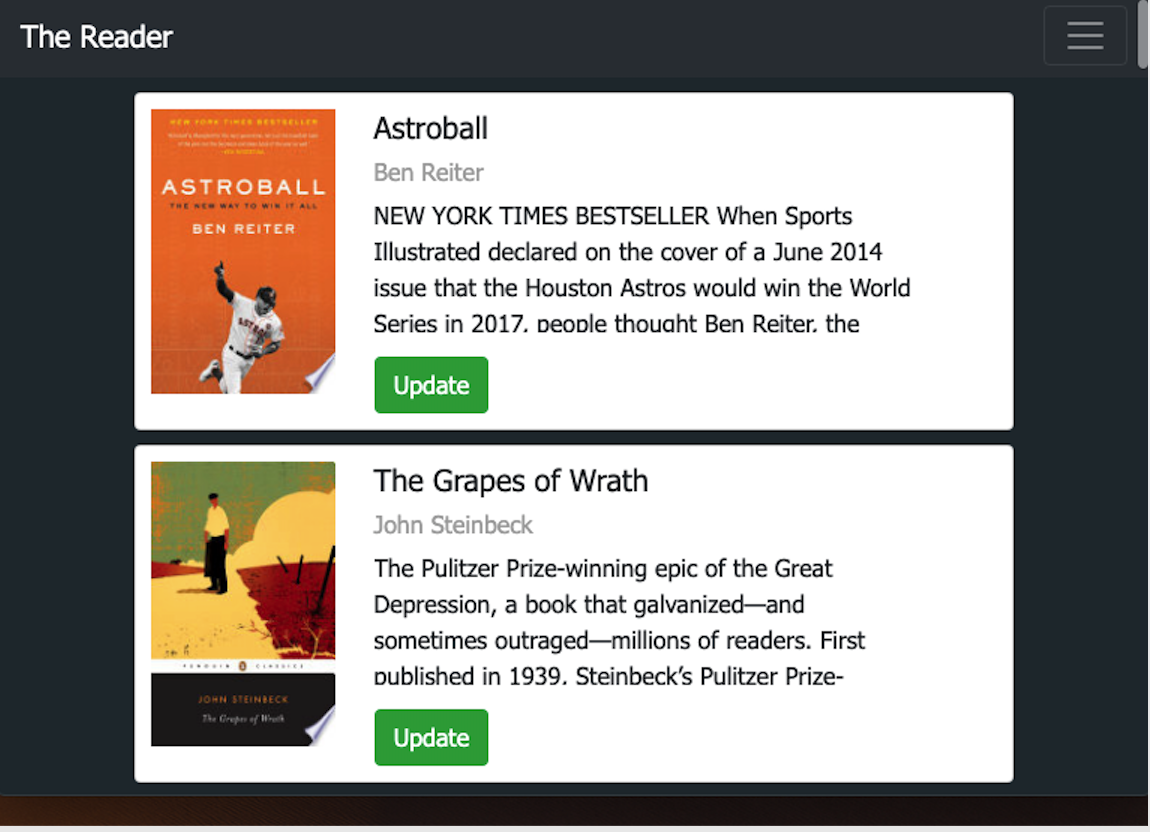 The Reader
NEW YORK TIMES BESTSELLER
ASTROBALL
THE NEW WAY TO WIN IT ALL
BEN REITER
ASTROS
Astroball
Ben Reiter
NEW YORK TIMES BESTSELLER When Sports
Illustrated declared on the cover of a June 2014
issue that the Houston Astros would win the World
Series in 2017, people thought Ben Reiter, the
Update
PENGUIN CLASSICS
JOHN STEINBECK
The Grapes of Wrath
The Grapes of Wrath
John Steinbeck
The Pulitzer Prize-winning epic of the Great
Depression, a book that galvanized—and
sometimes outraged—millions of readers. First
published in 1939, Steinbeck’s Pulitzer Prize-
Update